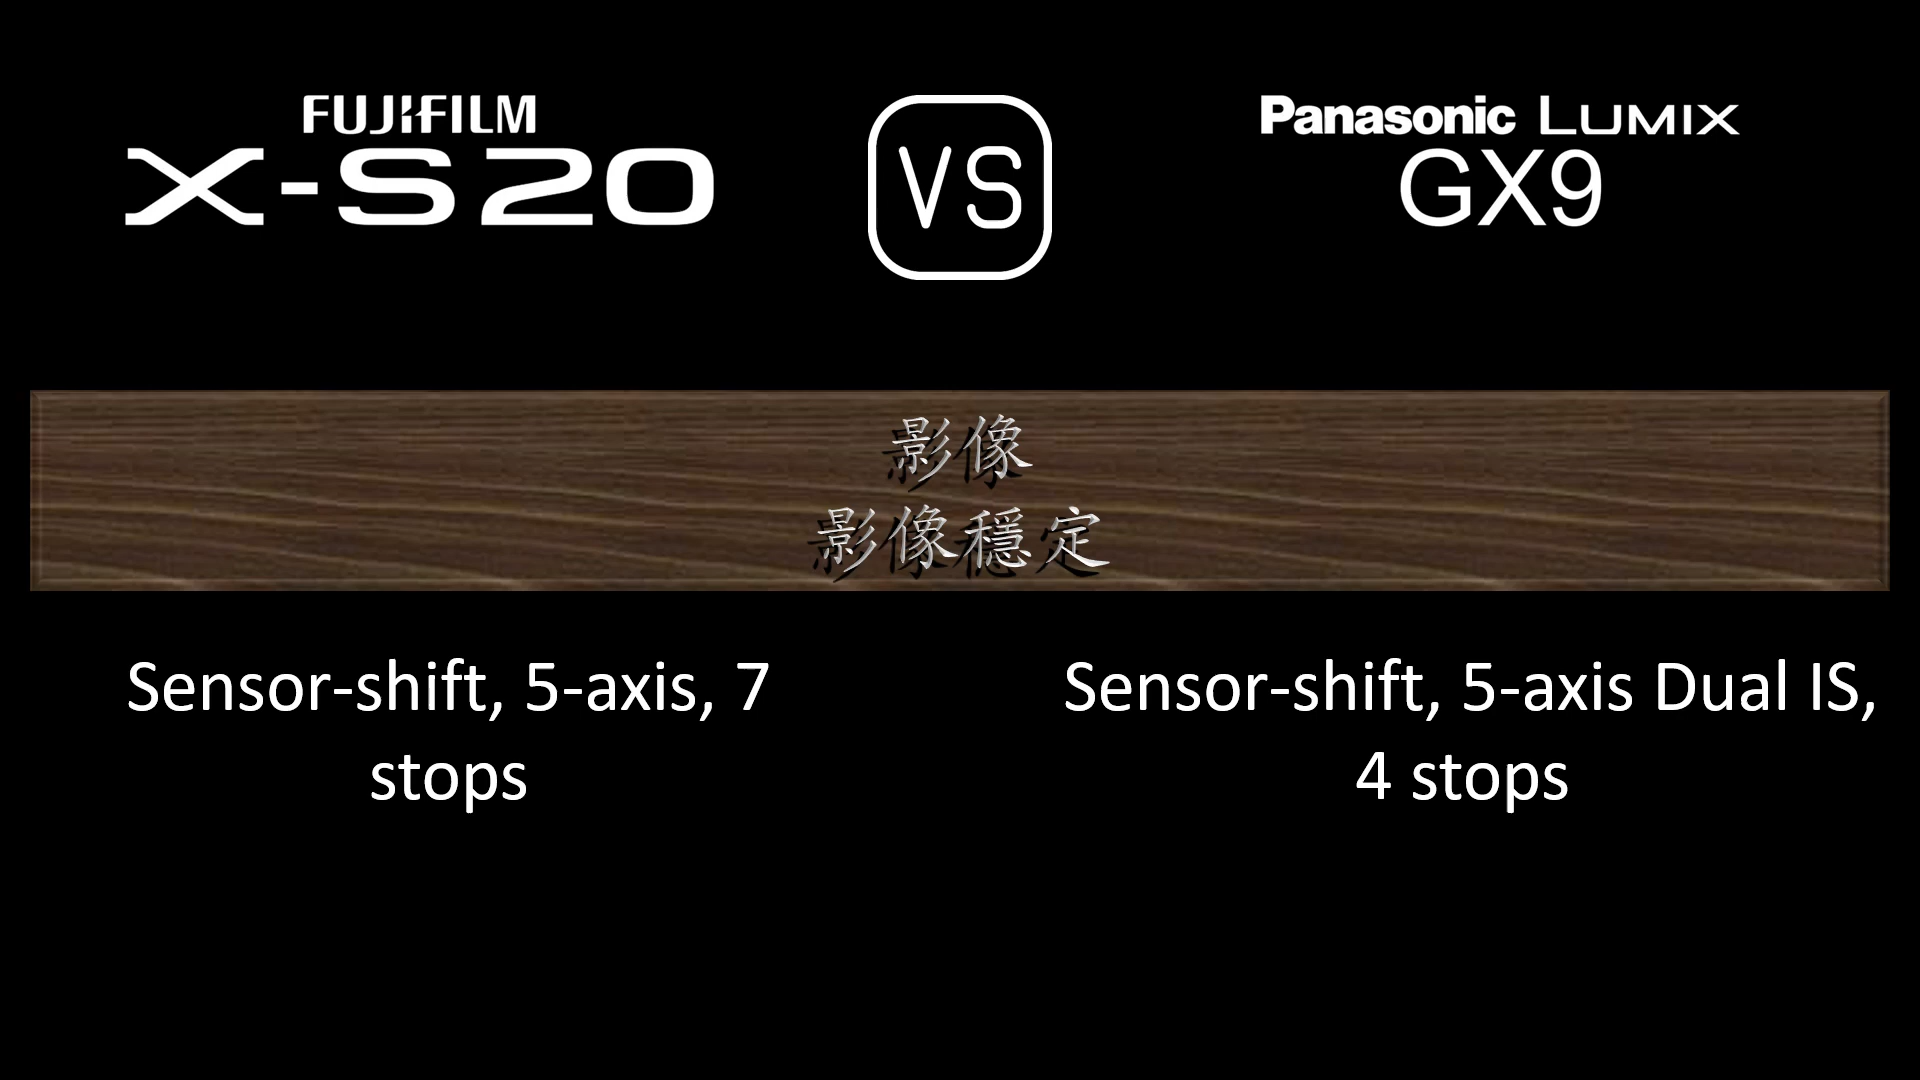 FUJIFILM
X-S20
VS
Panasonic LUMIX
GX9
影像
影像穩定
Sensor-shift, 5-axis, 7
stops
Sensor-shift, 5-axis Dual IS,
4 stops